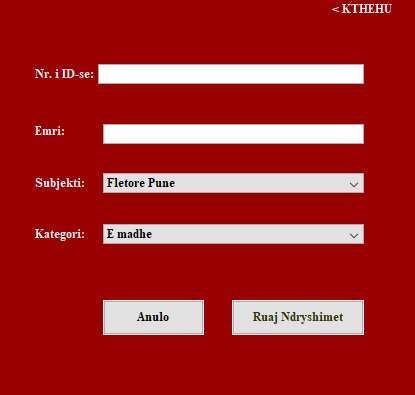 < KTHEHU
Nr. i ID-se:
Emri:
Subjekti: Fletore Pune
Kategori: E madhe
Anulo Ruaj Ndryshimet